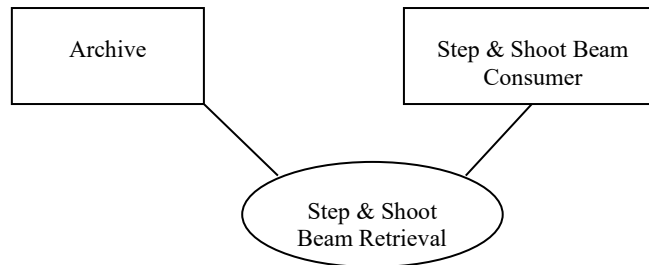 Archive
Step & Shoot Beam
Consumer
Step & Shoot
Beam Retrieval